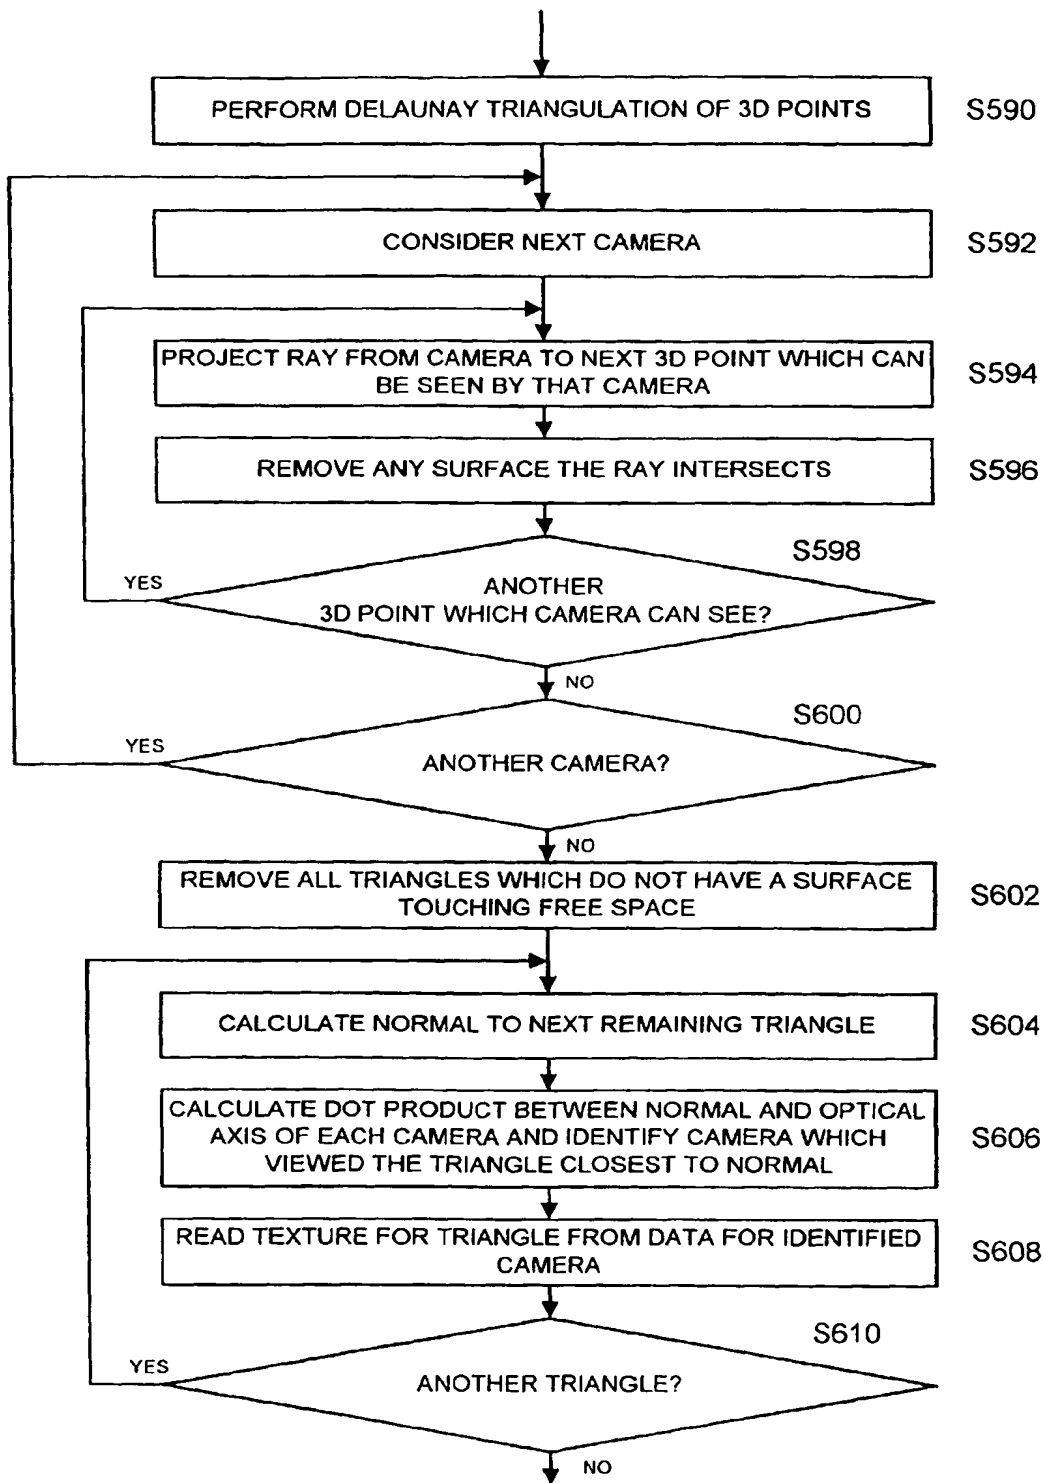 PERFORM DELAUNAY TRIANGULATION OF 3D POINTS
S590
CONSIDER NEXT CAMERA
S592
PROJECT RAY FROM CAMERA TO NEXT 3D POINT WHICH CAN
BE SEEN BY THAT CAMERA
S594
REMOVE ANY SURFACE THE RAY INTERSECTS
S596
S598
YES
ANOTHER
3D POINT WHICH CAMERA CAN SEE?
NO
S600
YES
ANOTHER CAMERA?
NO
REMOVE ALL TRIANGLES WHICH DO NOT HAVE A SURFACE
TOUCHING FREE SPACE
S602
CALCULATE NORMAL TO NEXT REMAINING TRIANGLE
S604
CALCULATE DOT PRODUCT BETWEEN NORMAL AND OPTICAL
AXIS OF EACH CAMERA AND IDENTIFY CAMERA WHICH
VIEWED THE TRIANGLE CLOSEST TO NORMAL
S606
READ TEXTURE FOR TRIANGLE FROM DATA FOR IDENTIFIED
CAMERA
S608
S610
YES
ANOTHER TRIANGLE?
NO